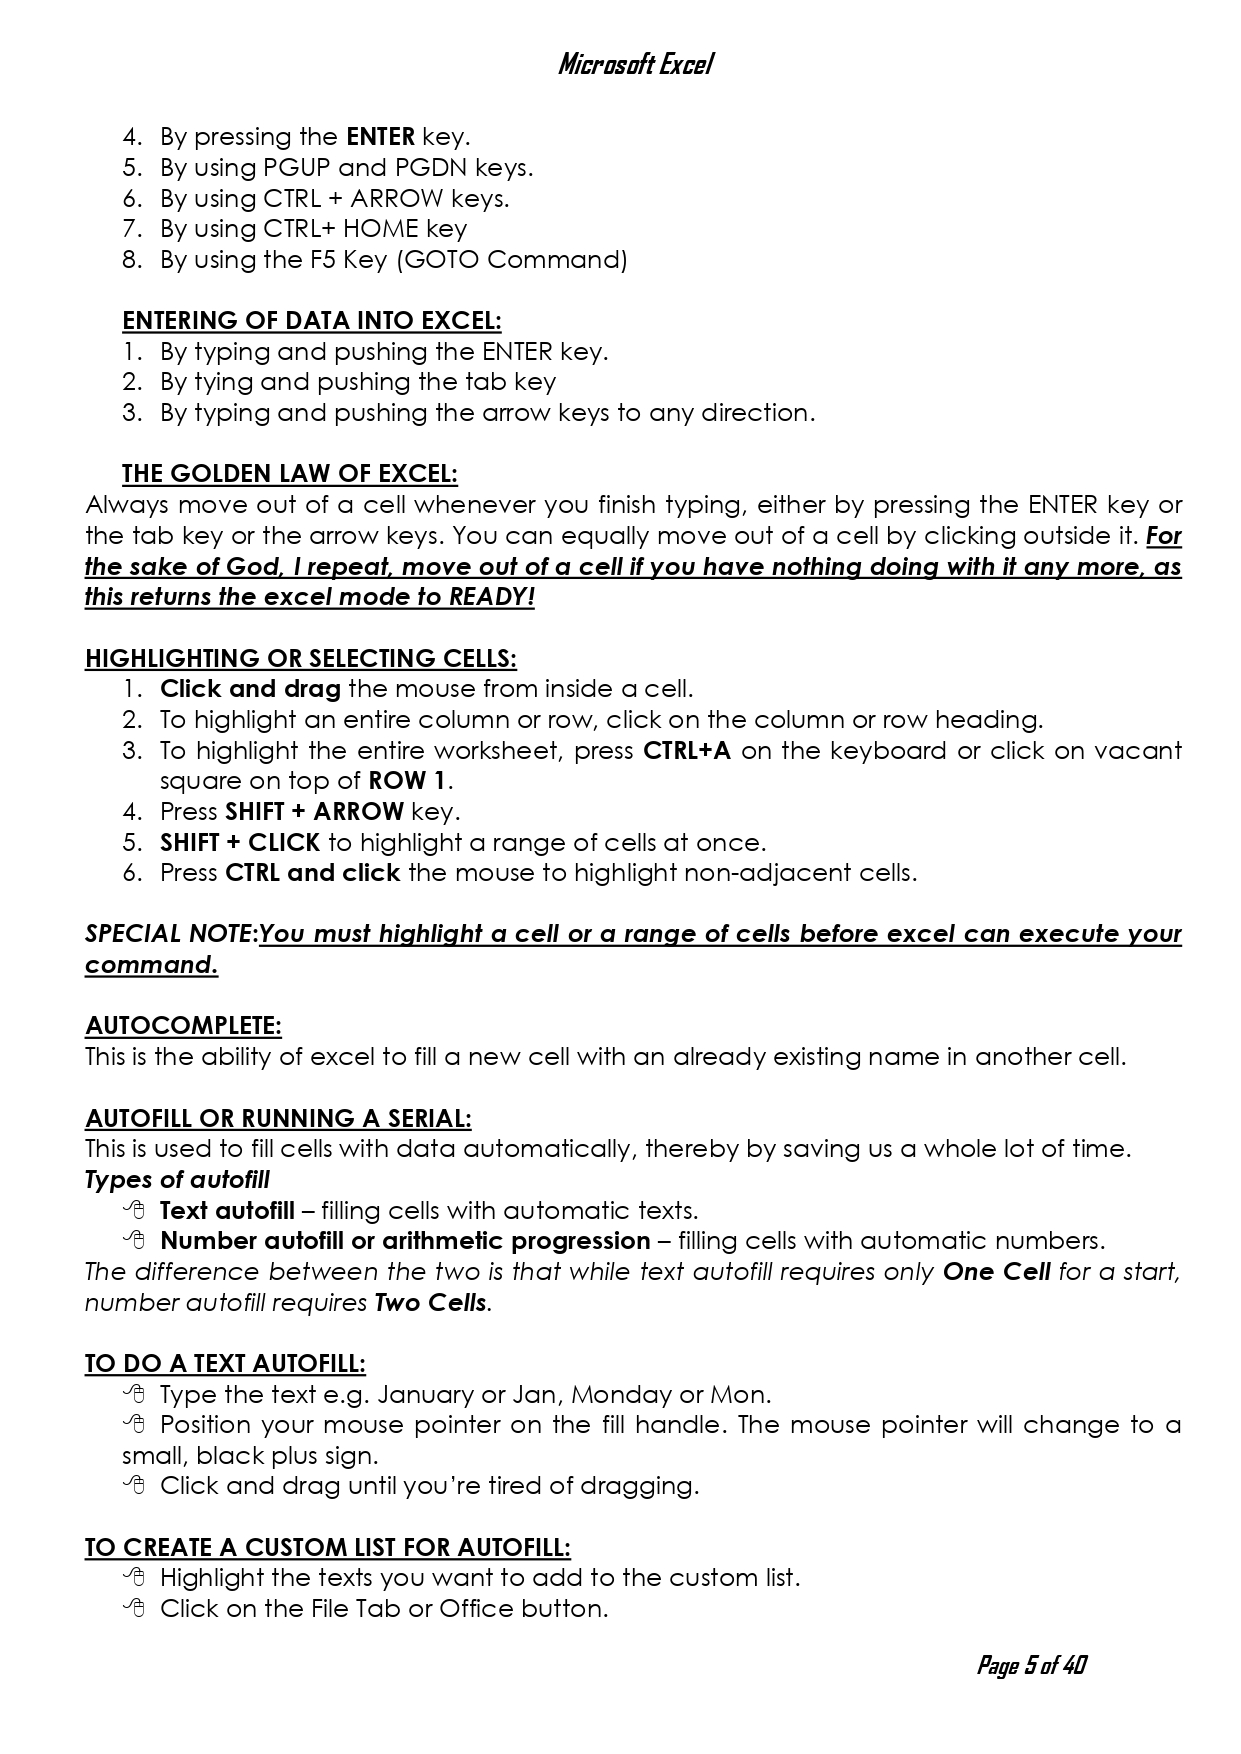 Microsoft Excel
4. By pressing the ENTER key.
5. By using PGUP and PGDN keys.
6. By using CTRL + ARROW keys.
7. By using CTRL+ HOME key
8. By using the F5 Key (GOTO Command)
ENTERING OF DATA INTO EXCEL:
1. By typing and pushing the ENTER key.
2. By tying and pushing the tab key
3. By typing and pushing the arrow keys to any direction.
THE GOLDEN LAW OF EXCEL:
Always move out of a cell whenever you finish typing, either by pressing the ENTER key or
the tab key or the arrow keys. You can equally move out of a cell by clicking outside it. For
the sake of God, I repeat, move out of a cell if you have nothing doing with it any more, as
this returns the excel mode to READY!
HIGHLIGHTING OR SELECTING CELLS:
1. Click and drag the mouse from inside a cell.
2. To highlight an entire column or row, click on the column or row heading.
3. To highlight the entire worksheet, press CTRL+A on the keyboard or click on vacant
square on top of ROW 1.
4. Press SHIFT + ARROW key.
5. SHIFT + CLICK to highlight a range of cells at once.
6. Press CTRL and click the mouse to highlight non-adjacent cells.
SPECIAL NOTE:You must highlight a cell or a range of cells before excel can execute your
command.
AUTOCOMPLETE:
This is the ability of excel to fill a new cell with an already existing name in another cell.
AUTOFILL OR RUNNING A SERIAL:
This is used to fill cells with data automatically, thereby by saving us a whole lot of time.
Types of autofill
Text autofill – filling cells with automatic texts.
Number autofill or arithmetic progression – filling cells with automatic numbers.
The difference between the two is that while text autofill requires only One Cell for a start,
number autofill requires Two Cells.
TO DO A TEXT AUTOFILL:
Type the text e.g. January or Jan, Monday or Mon.
Position your mouse pointer on the fill handle. The mouse pointer will change to a
small, black plus sign.
Click and drag until you’re tired of dragging.
TO CREATE A CUSTOM LIST FOR AUTOFILL:
Highlight the texts you want to add to the custom list.
Click on the File Tab or Office button.
Page 5 of 40